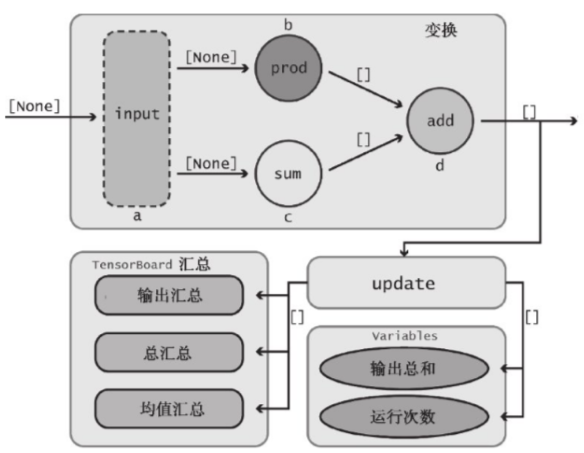 变换
b
[None]
prod
[]
[None]
input
add
[]
[]
[None]
sum
d
a
c
TensorBoard 汇总
输出汇总
总汇总
均值汇总
[]
update
[]
Variables
输出总和
运行次数